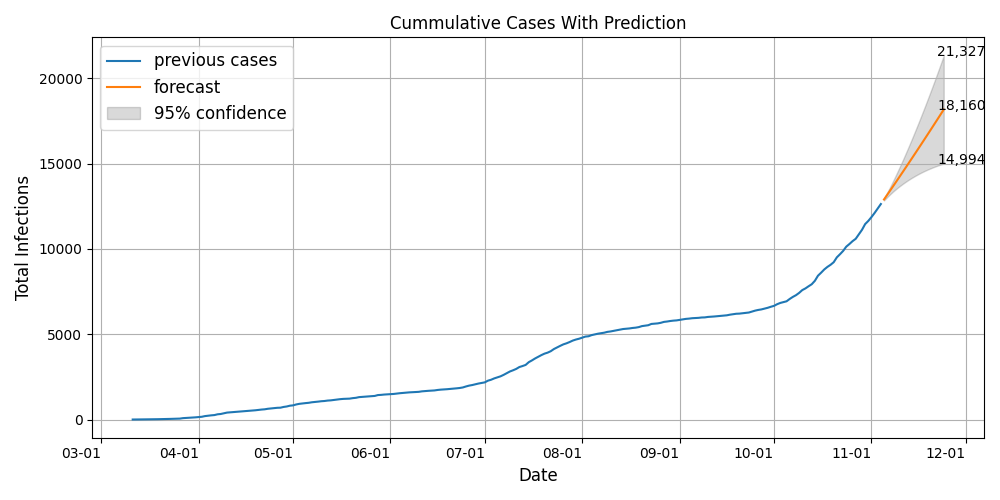 Cummulative Cases With Prediction
previous cases
forecast
95% confidence
21,327
18,160
14,994
20000
15000
10000
5000
0
Total Infections
03-01 04-01 05-01 06-01 07-01 08-01 09-01 10-01 11-01 12-01
Date